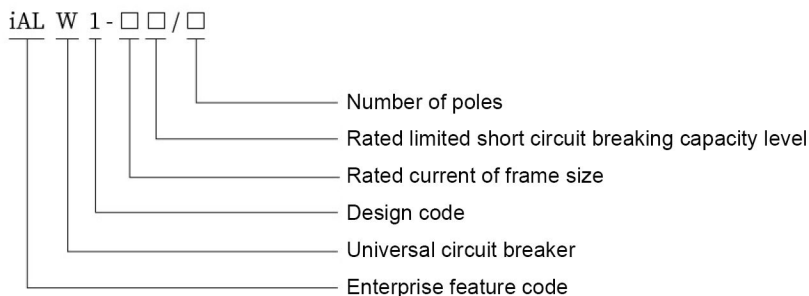 iAL W 1 - □ □ / □
Number of poles
Rated limited short circuit breaking capacity level
Rated current of frame size
Design code
Universal circuit breaker
Enterprise feature code